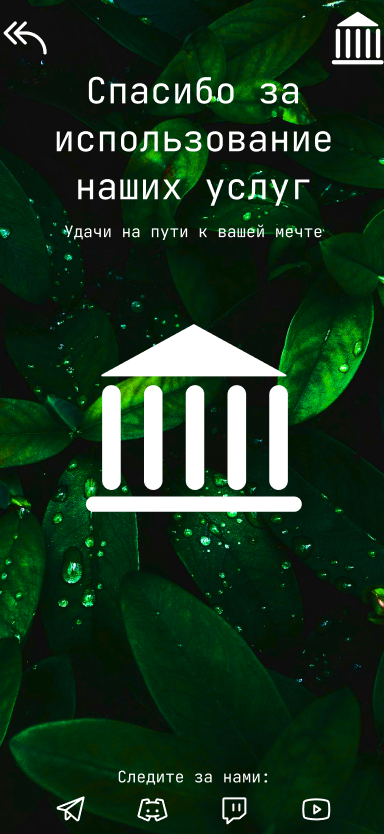 Спасибо за
использование
наших услуг
Удачи на пути к вашей мечте
Следите за нами: